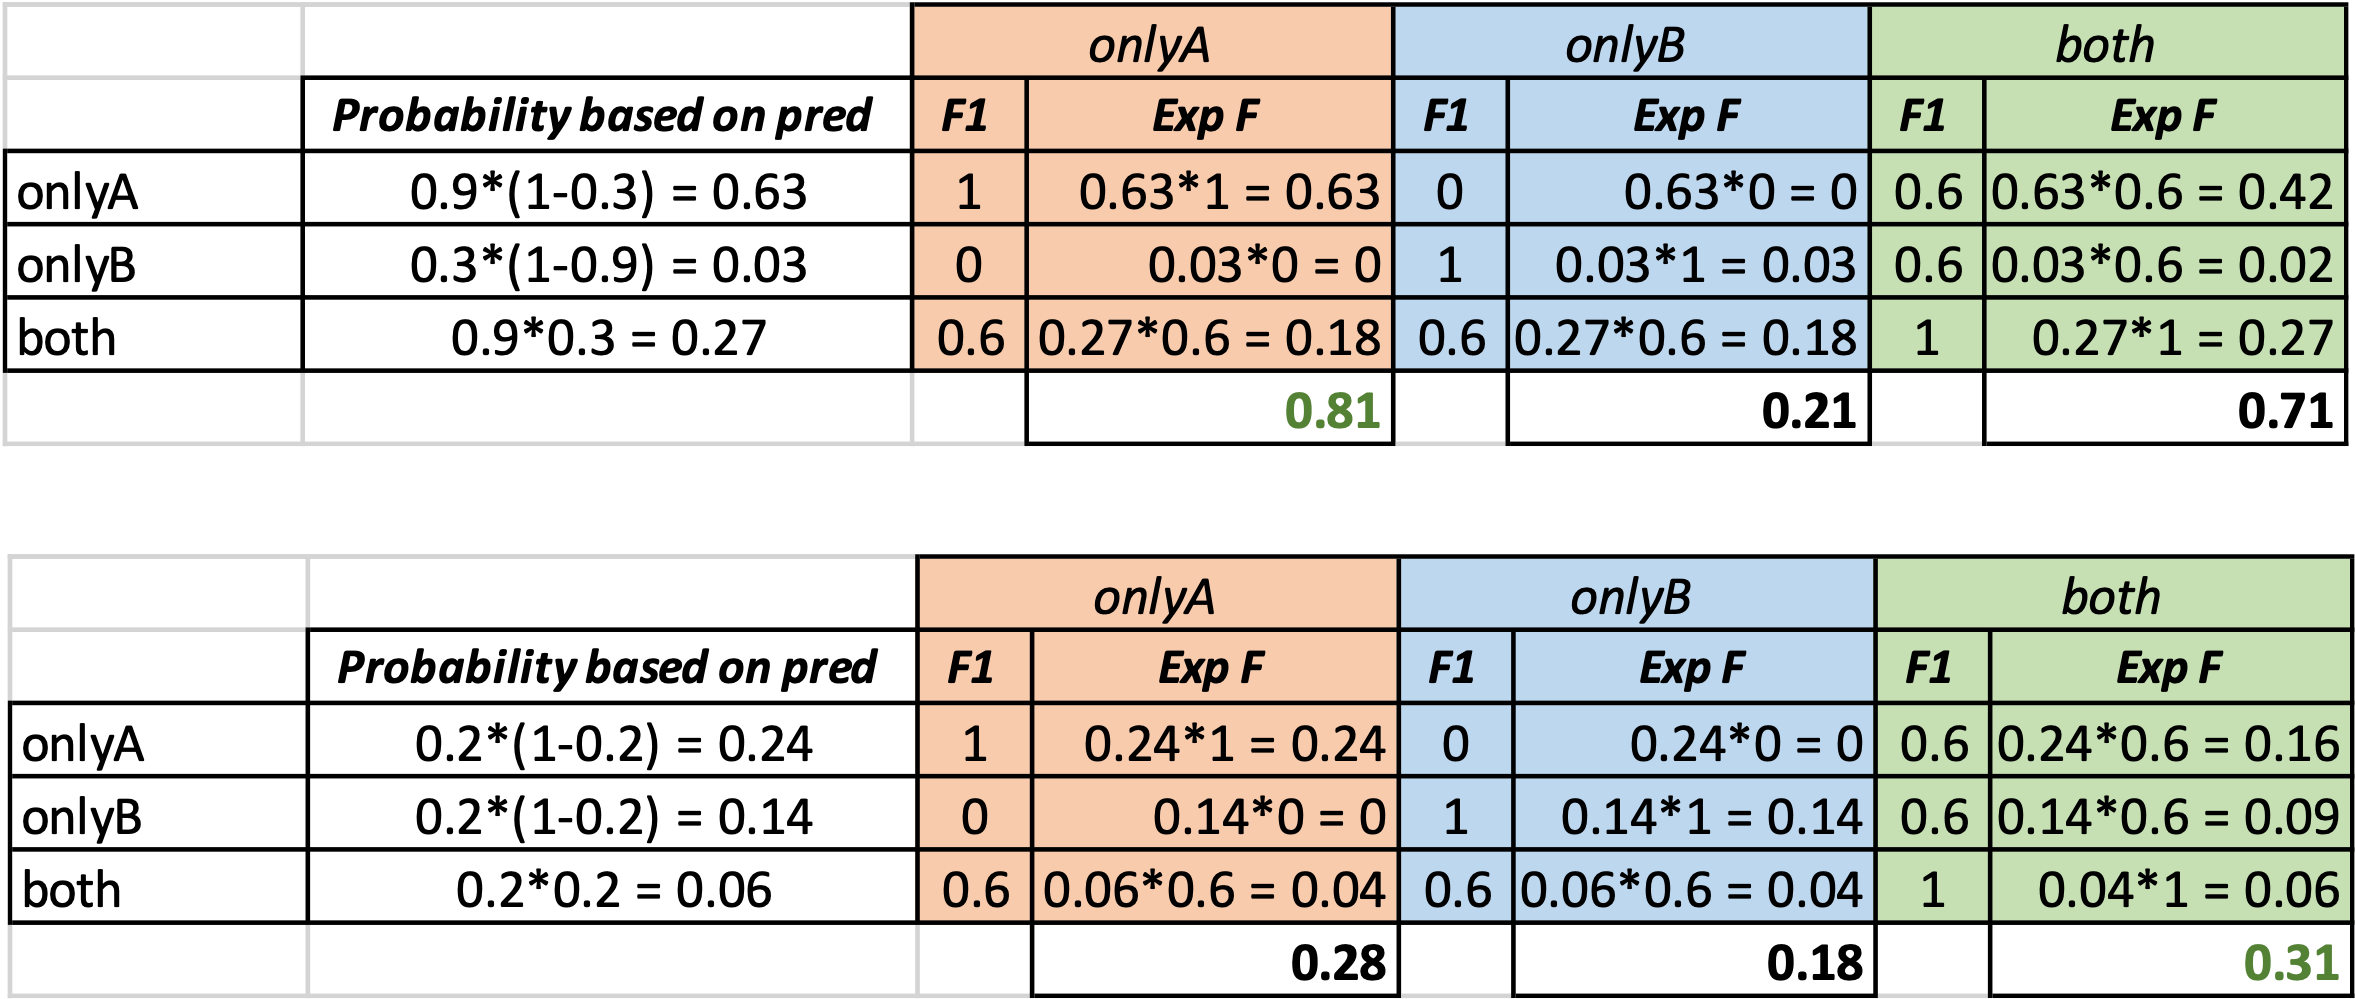 onlyA onlyB both
Probability based on pred F1 Exp F F1 Exp F F1 Exp F
onlyA 0.9*(1-0.3) = 0.63 1 0.63*1 = 0.63 0 0.63*0 = 0 0.6 0.63*0.6 = 0.42
onlyB 0.3*(1-0.9) = 0.03 0 0.03*0 = 0 1 0.03*1 = 0.03 0.6 0.03*0.6 = 0.02
both 0.9*0.3 = 0.27 0.6 0.27*0.6 = 0.18 0.6 0.27*0.6 = 0.18 1 0.27*1 = 0.27
0.81 0.21 0.71
onlyA onlyB both
Probability based on pred F1 Exp F F1 Exp F F1 Exp F
onlyA 0.2*(1-0.2) = 0.24 1 0.24*1 = 0.24 0 0.24*0 = 0 0.6 0.24*0.6 = 0.16
onlyB 0.2*(1-0.2) = 0.14 0 0.14*0 = 0 1 0.14*1 = 0.14 0.6 0.14*0.6 = 0.09
both 0.2*0.2 = 0.06 0.6 0.06*0.6 = 0.04 0.6 0.06*0.6 = 0.04 1 0.04*1 = 0.06
0.28 0.18 0.31